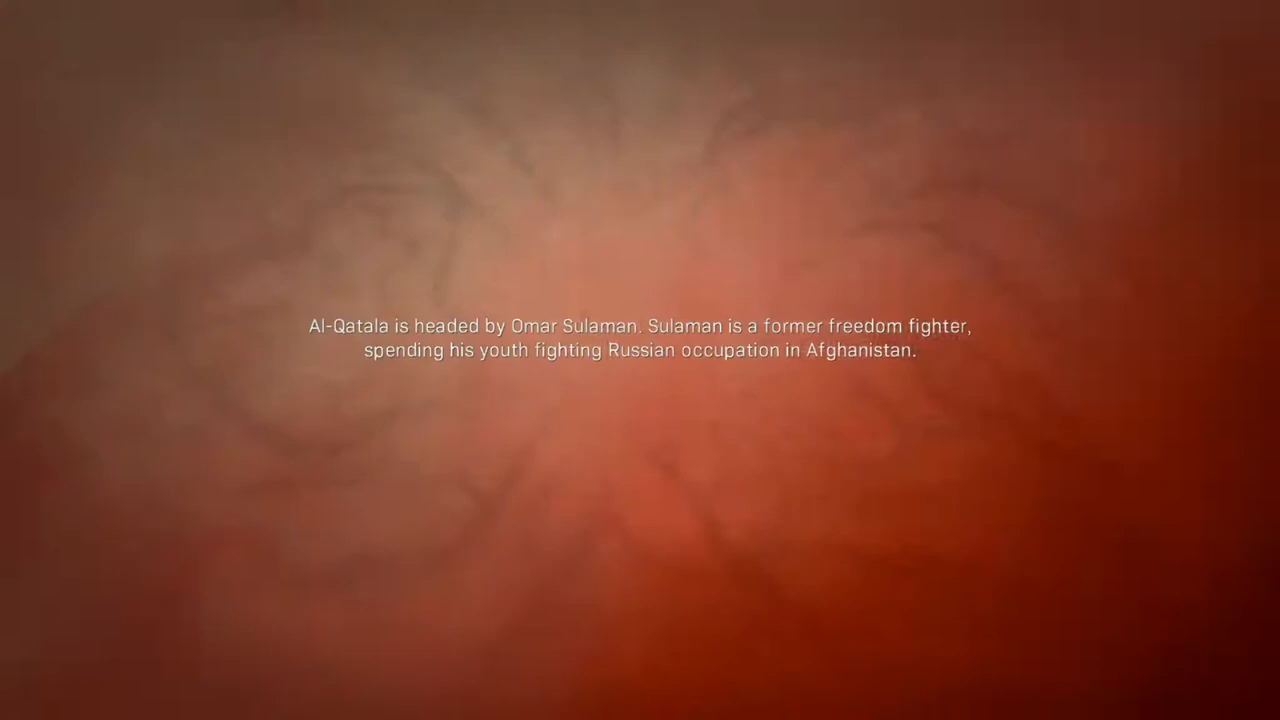 Al-Qatala is headed by Omar Sulaman. Sulaman is a former freedom fighter,
spending his youth fighting Russian occupation in Afghanistan.